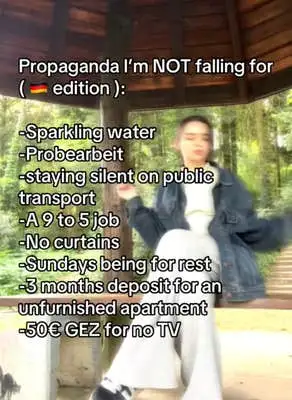 Propaganda I'm NOT falling for
( 🇩🇪 edition ):
-Sparkling water
-Probearbeit
-staying silent on public
transport
-A 9 to 5 job
-No curtains
-Sundays being for rest
-3 months deposit for an
unfurnished apartment
-50€ GEZ for no TV